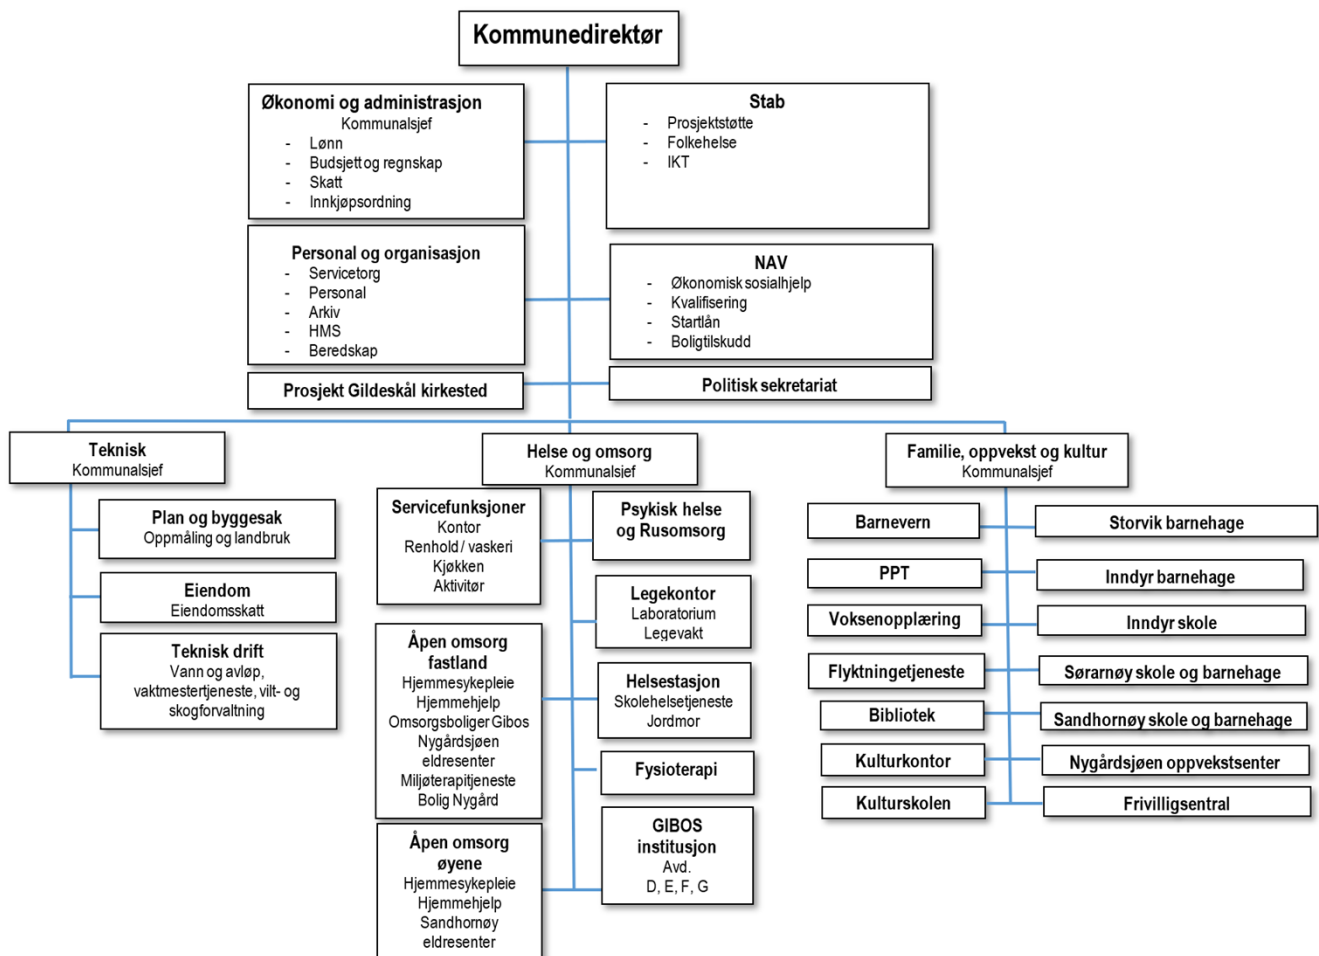 Kommunedirektør
Økonomi og administrasjon
Kommunalsjef
- Lønn
- Budsjett og regnskap
- Skatt
- Innkjøpsordning
Stab
- Prosjektstøtte
- Folkehelse
- IKT
Personal og organisasjon
- Servicetorg
- Personal
- Arkiv
- HMS
- Beredskap
NAV
- Økonomisk sosialhjelp
- Kvalifisering
- Startlån
- Boligtilskudd
Prosjekt Gildeskål kirkested
Politisk sekretariat
Teknisk
Kommunalsjef
Plan og byggesak
Oppmåling og landbruk
Eiendom
Eiendomsskatt
Teknisk drift
Vann og avløp,
vaktmestertjeneste, vilt- og
skogforvaltning
Helse og omsorg
Kommunalsjef
Servicefunksjoner
Kontor
Renhold / vaskeri
Kjøkken
Aktivitør
Psykisk helse
og Rusomsorg
Legekontor
Laboratorium
Legevakt
Åpen omsorg
fastland
Hjemmesykepleie
Hjemmehjelp
Omsorgsboliger Gibos
Nygårdsjøen
eldresenter
Miljøterapitjeneste
Bolig Nygård
Helsestasjon
Skolehelsetjeneste
Jordmor
Fysioterapi
Åpen omsorg
øyene
Hjemmesykepleie
Hjemmehjelp
Sandhornøy
eldresenter
GIBOS
institusjon
Avd.
D, E, F, G
Familie, oppvekst og kultur
Kommunalsjef
Barnevern
Storvik barnehage
PPT
Inndyr barnehage
Voksenopplæring
Inndyr skole
Flyktningetjeneste
Sørarnøy skole og barnehage
Bibliotek
Sandhornøy skole og barnehage
Kulturkontor
Nygårdsjøen oppvekstsenter
Kulturskolen
Frivilligsentral